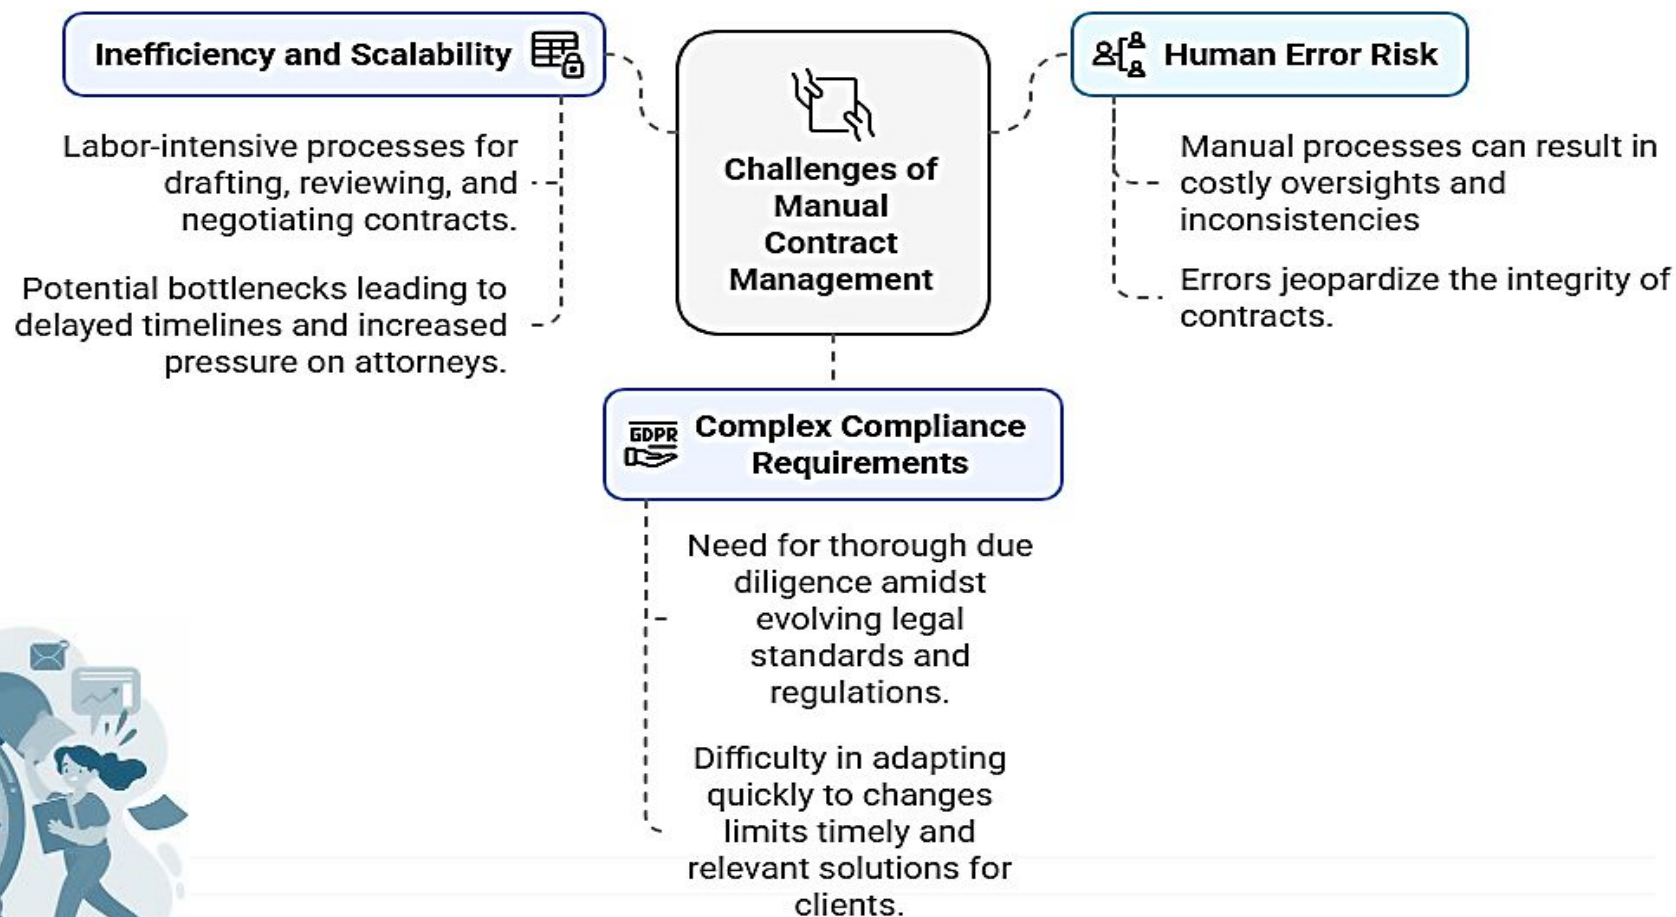 Inefficiency and Scalability
Labor-intensive processes for
drafting, reviewing, and
negotiating contracts.
Potential bottlenecks leading to
delayed timelines and increased
pressure on attorneys.
Challenges of
Manual
Contract
Management
Human Error Risk
Manual processes can result in
costly oversights and
inconsistencies
Errors jeopardize the integrity of
contracts.
GDPR
Complex Compliance
Requirements
Need for thorough due
diligence amidst
evolving legal
standards and
regulations.
Difficulty in adapting
quickly to changes
limits timely and
relevant solutions for
clients.